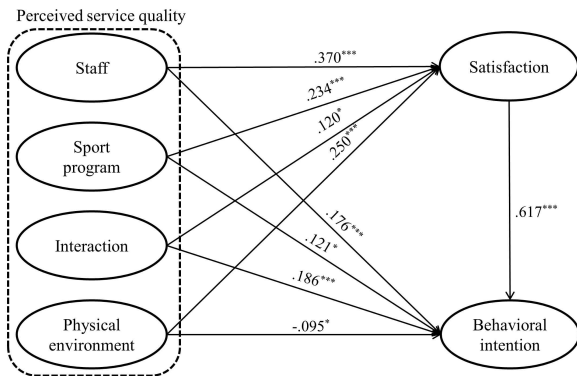 Perceived service quality
Staff
Sport
program
Interaction
Physical
environment
Satisfaction
Behavioral
intention
.370***
.234***
.120*
.250***
.176***
.121*
.186***
-.095*
.617***